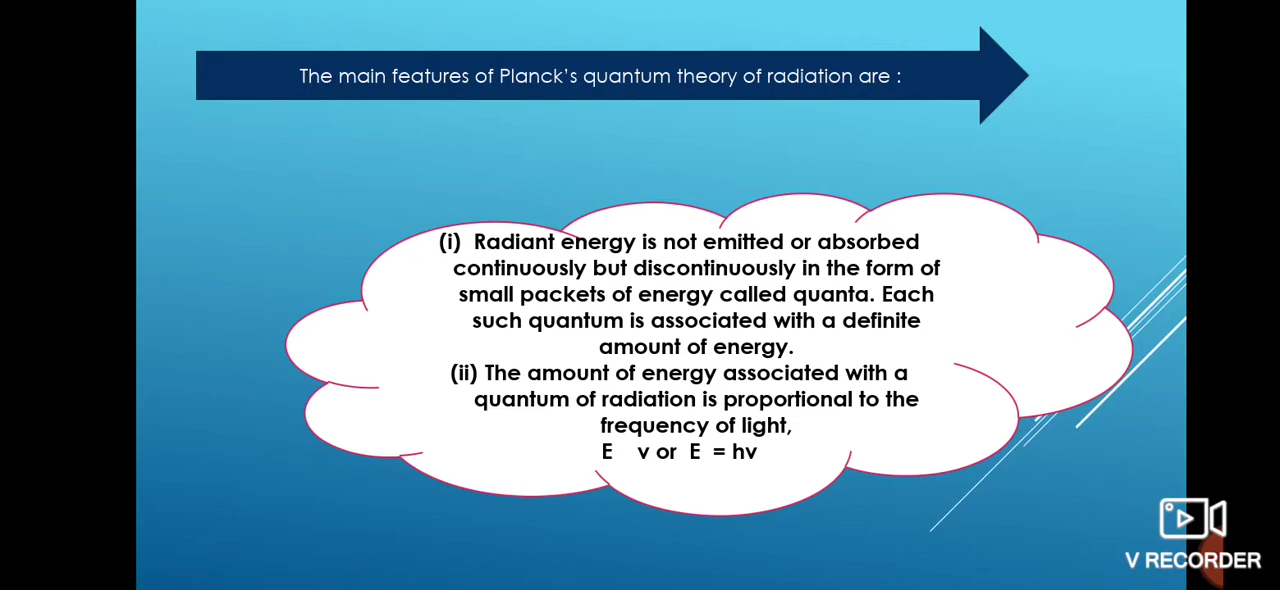 The main features of Planck's quantum theory of radiation are :
(i) Radiant energy is not emitted or absorbed
continuously but discontinuously in the form of
small packets of energy called quanta. Each
such quantum is associated with a definite
amount of energy.
(ii) The amount of energy associated with a
quantum of radiation is proportional to the
frequency of light,
E v or E = hv
V RECORDER